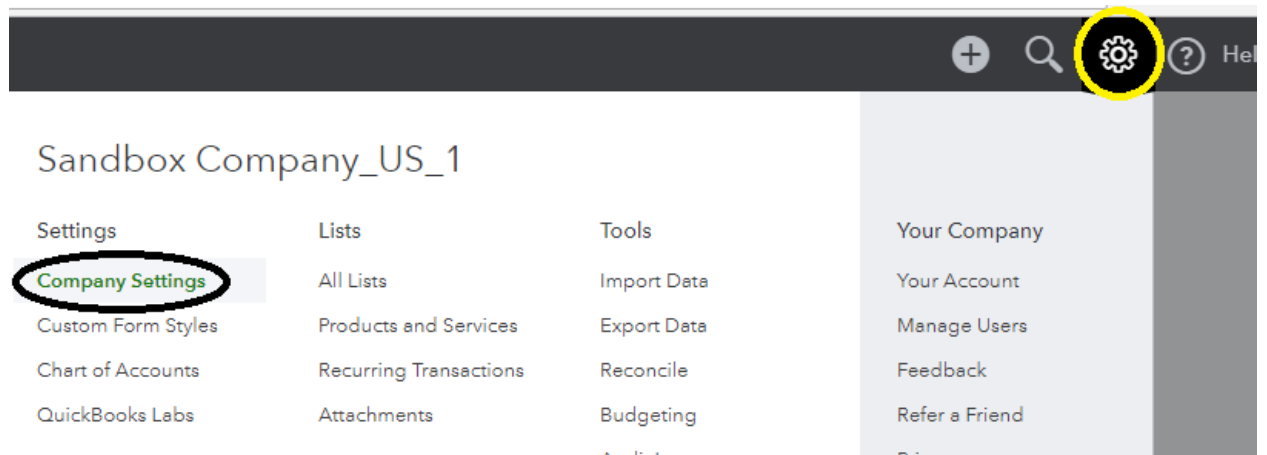 Hel
Sandbox Company_US_1
Settings
Company Settings
Custom Form Styles
Chart of Accounts
QuickBooks Labs
Lists
All Lists
Products and Services
Recurring Transactions
Attachments
Tools
Import Data
Export Data
Reconcile
Budgeting
Your Company
Your Account
Manage Users
Feedback
Refer a Friend